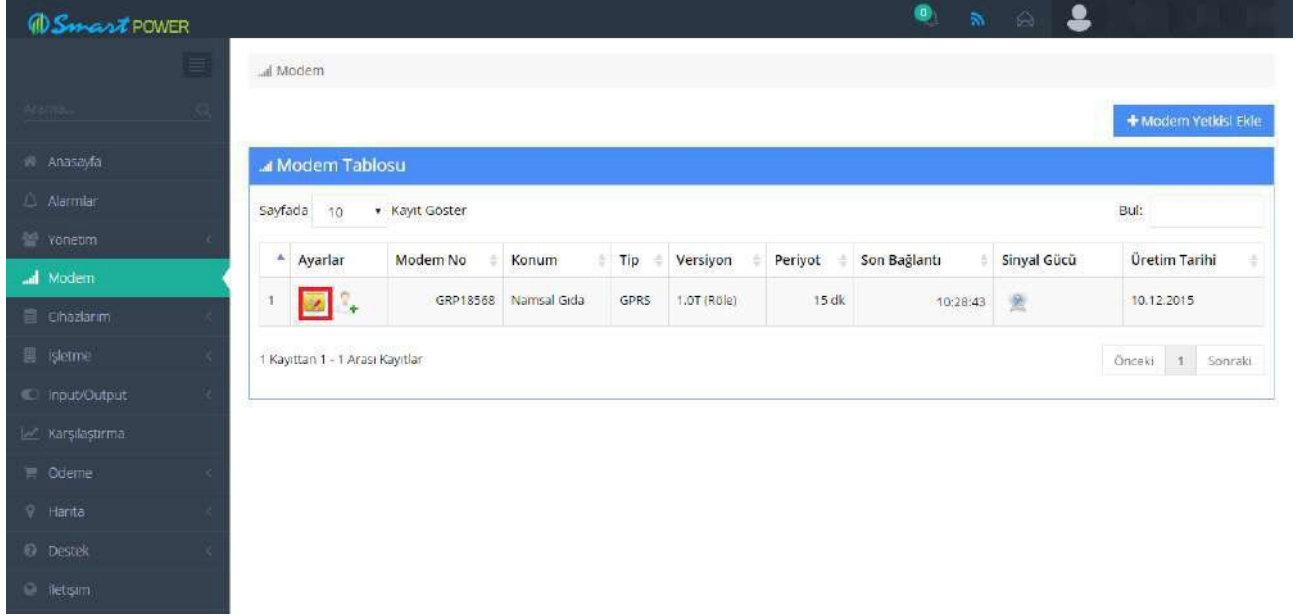 Smart POWER
0
Modem
Arama...
+ Modem Yetkisi Ekle
Anasayfa
Alarmlar
Yönetim
Modem
Cihazlarım
İşletme
Input/Output
Karşılaştırma
Ödeme
Harita
Destek
İletişim
Modem Tablosu
Sayfada 10 Kayıt Göster
Bul:
Ayarlar Modem No Konum Tip Versiyon Periyot Son Bağlantı Sinyal Gücü Üretim Tarihi
1 GRP18568 Namsal Gıda GPRS 1.0T (Röle) 15 dk 10:28:43 10.12.2015
1 Kayıttan 1 - 1 Arası Kayıtlar
Önceki 1 Sonraki